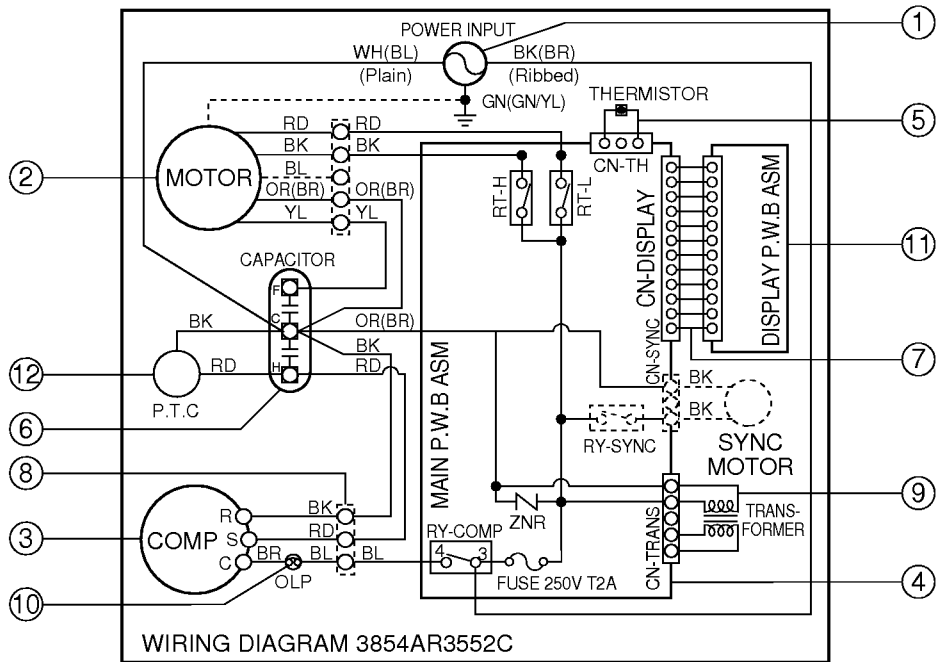 POWER INPUT
1
WH(BL)
BK(BR)
(Plain)
(Ribbed)
GN(GN/YL)
THERMISTOR
5
RD
RD
BK
BK
CN-TH
2
MOTOR
BL
OR(BR)
OR(BR)
YL
YL
RT-H
RT-L
CN-DISPLAY
DISPLAY P.W.B ASM
11
CAPACITOR
F
C
H
BK
OR(BR)
BK
RD
RD
12
P.T.C
6
MAIN P.W.B ASM
CN-SYNC
7
BK
BK
RY-SYNC
SYNC
MOTOR
8
9
3
COMP
R
S
C
BK
RD
BR
BL
BL
OLP
10
RY-COMP
4
3
ZNR
FUSE 250V T2A
CN-TRANS
TRANS-
FORMER
4
WIRING DIAGRAM 3854AR3552C